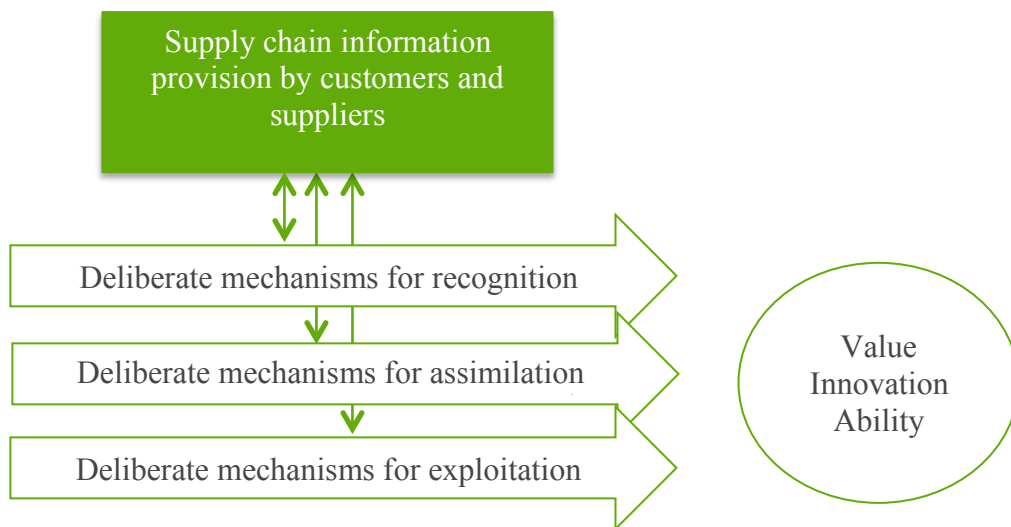 Supply chain information
provision by customers and
suppliers
Deliberate mechanisms for recognition
Deliberate mechanisms for assimilation
Deliberate mechanisms for exploitation
Value
Innovation
Ability